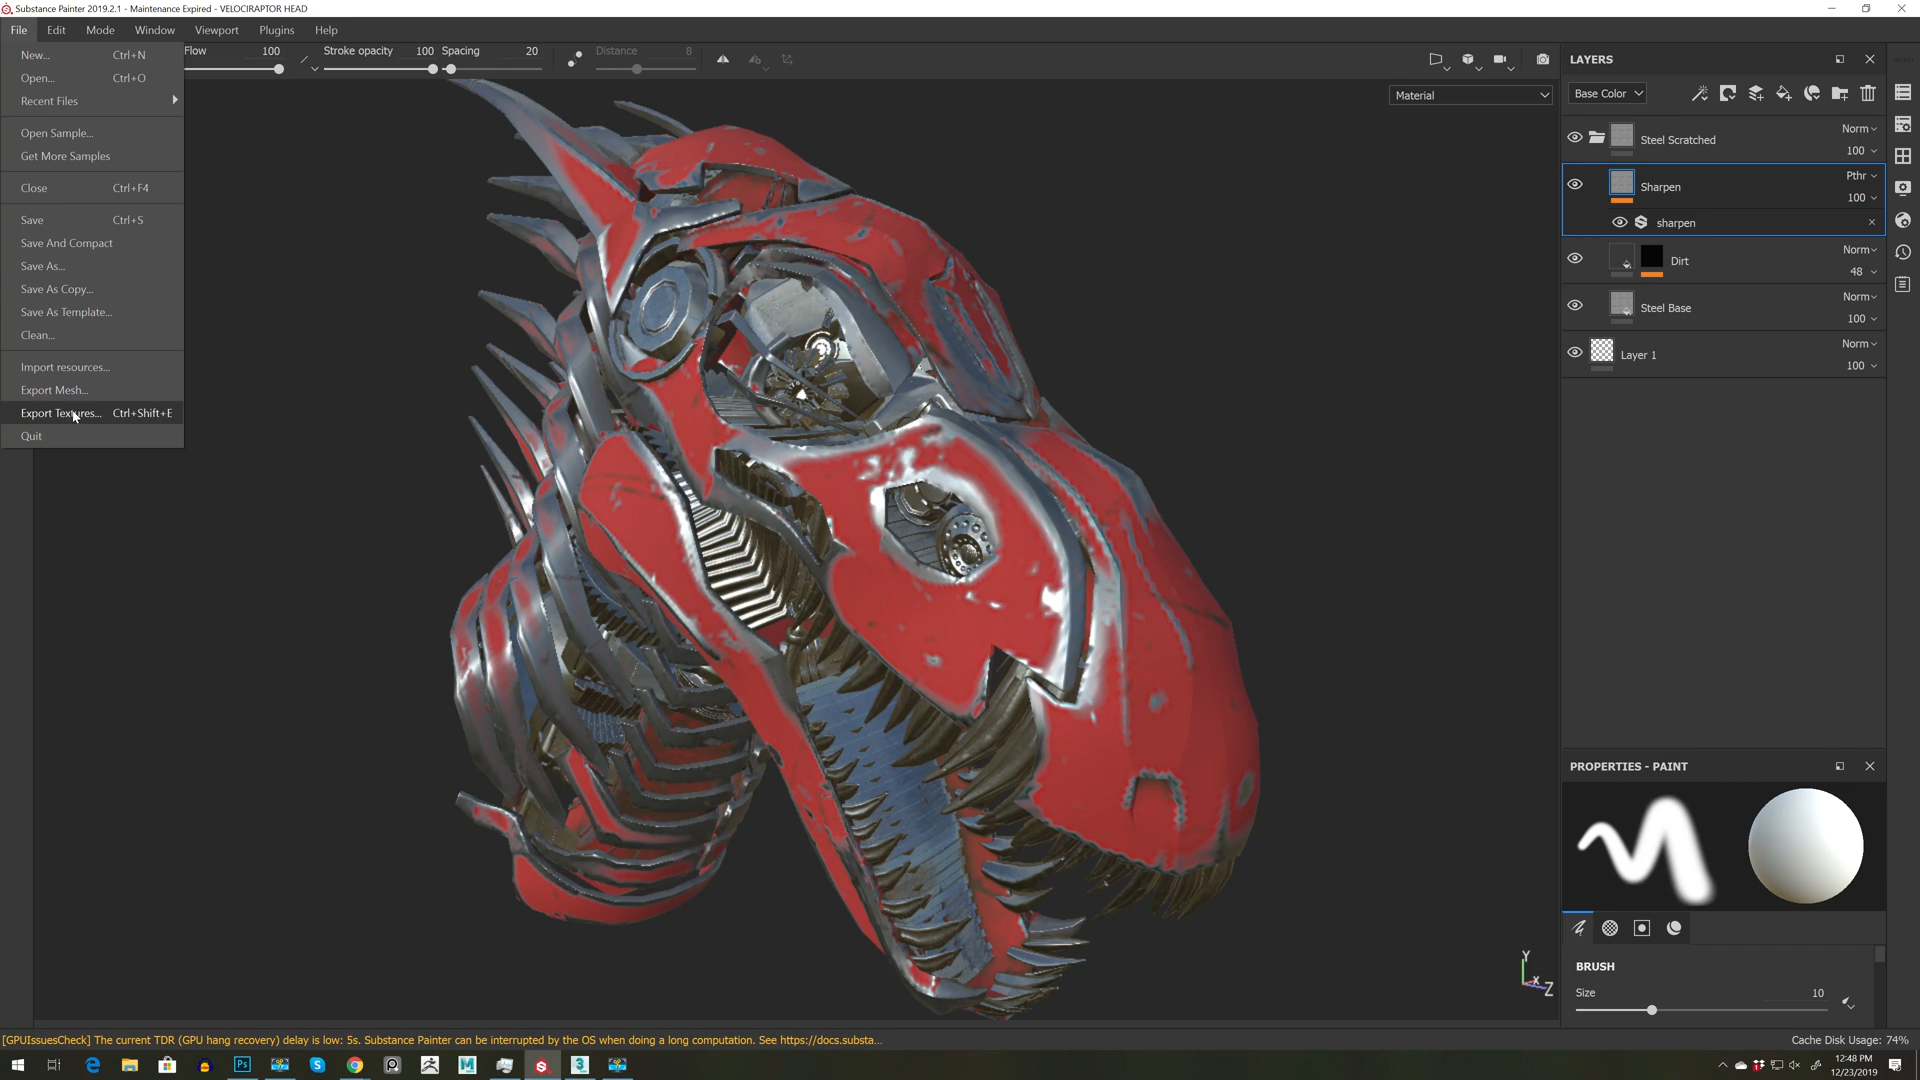 Substance Painter 2019.2.1 - Maintenance Expired - VELOCIRAPTOR HEAD
File Edit Mode Window Viewport Plugins Help
New... Ctrl+N
Open... Ctrl+O
Recent Files
Open Sample...
Get More Samples
Close Ctrl+F4
Save Ctrl+S
Save And Compact
Save As...
Save As Copy...
Save As Template...
Clean...
Import resources...
Export Mesh...
Export Textures... Ctrl+Shift+E
Quit
Flow 100 Stroke opacity 100 Spacing 20 Distance 8
Material
LAYERS
Base Color
Steel Scratched Norm 100
Sharpen Pthr 100
sharpen
Dirt Norm 48
Steel Base Norm 100
Layer 1 Norm 100
PROPERTIES - PAINT
BRUSH
Size 10
Y
X
Z
[GPUIssuesCheck] The current TDR (GPU hang recovery) delay is low: 5s. Substance Painter can be interrupted by the OS when doing a long computation. See https://docs.substa...
Cache Disk Usage: 74%
Ps
S
M
3
12:48 PM
12/23/2019